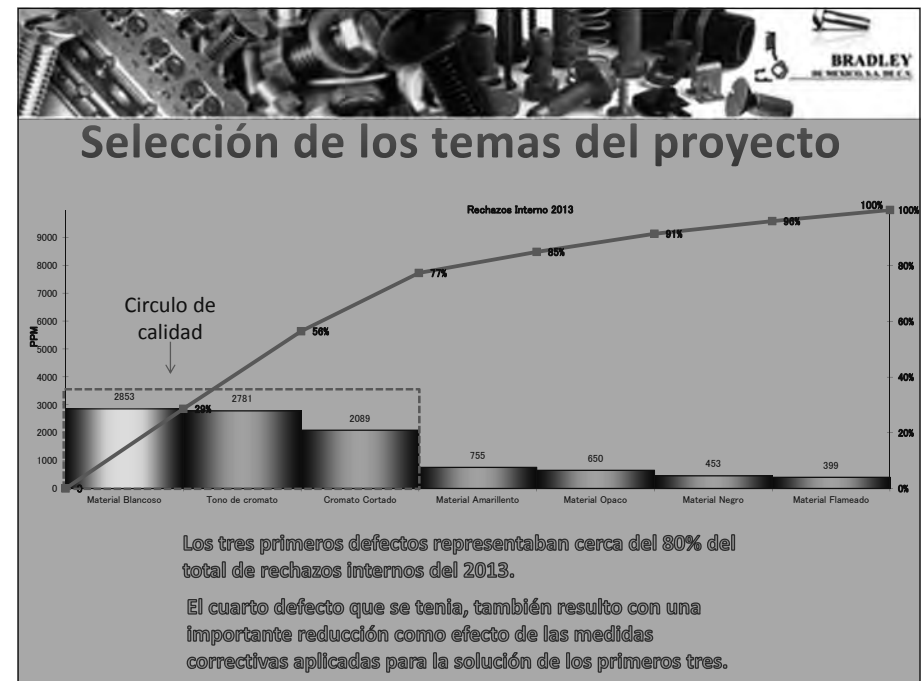 BRADLEY
DE MEXICO, S.A. DE C.V.
Selección de los temas del proyecto
Rechazos Interno 2013
PPM
9000
8000
7000
6000
5000
4000
3000
2000
1000
0
100%
80%
60%
40%
20%
0%
Circulo de
calidad
2853
2781
2089
755
650
453
399
0
29%
56%
77%
85%
91%
96%
100%
Material Blancoso
Tono de cromato
Cromato Cortado
Material Amarillento
Material Opaco
Material Negro
Material Flameado
Los tres primeros defectos representaban cerca del 80% del
total de rechazos internos del 2013.
El cuarto defecto que se tenia, también resulto con una
importante reducción como efecto de las medidas
correctivas aplicadas para la solución de los primeros tres.